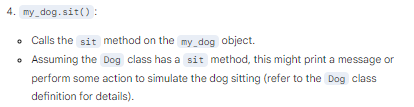 4. my_dog.sit():
Calls the sit method on the my_dog object.
Assuming the Dog class has a sit method, this might print a message or
perform some action to simulate the dog sitting (refer to the Dog class
definition for details).